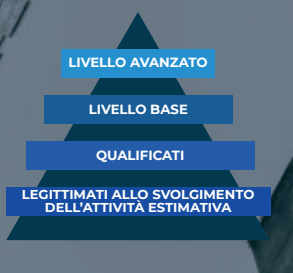 LIVELLO AVANZATO
LIVELLO BASE
QUALIFICATI
LEGITTIMATI ALLO SVOLGIMENTO
DELL'ATTIVITÀ ESTIMATIVA